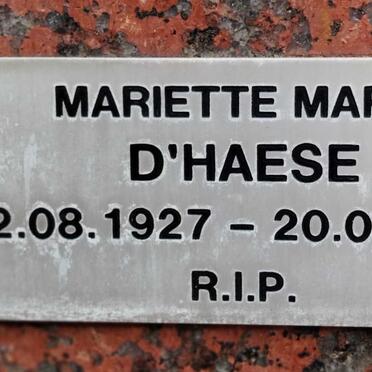 MARIETTE MAR
D'HAESE
2.08.1927 – 20.0
R.I.P.